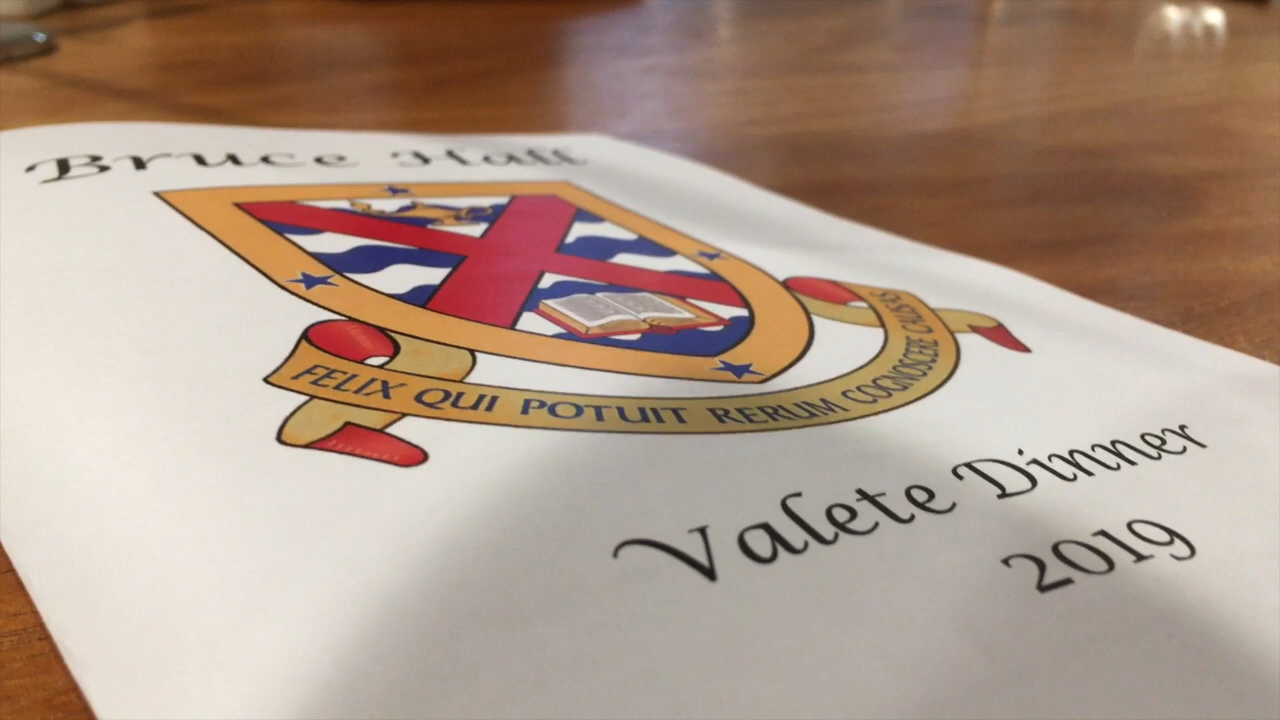 Bruce Hall
FELIX QUI POTUIT RERUM COGNOSCERE CAUSAS
Valete Dinner
2019